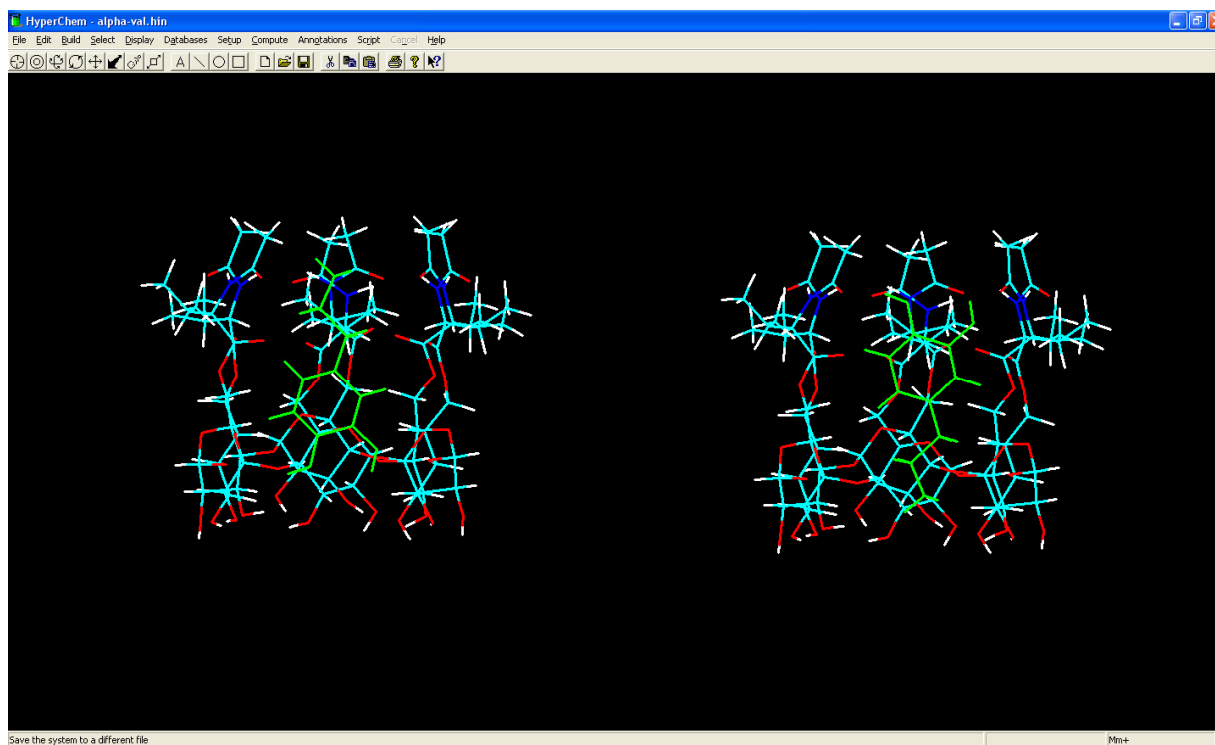 HyperChem - alpha-val.hin
File Edit Build Select Display Databases Setup Compute Annotations Script Cancel Help
A
Save the system to a different file Mm+